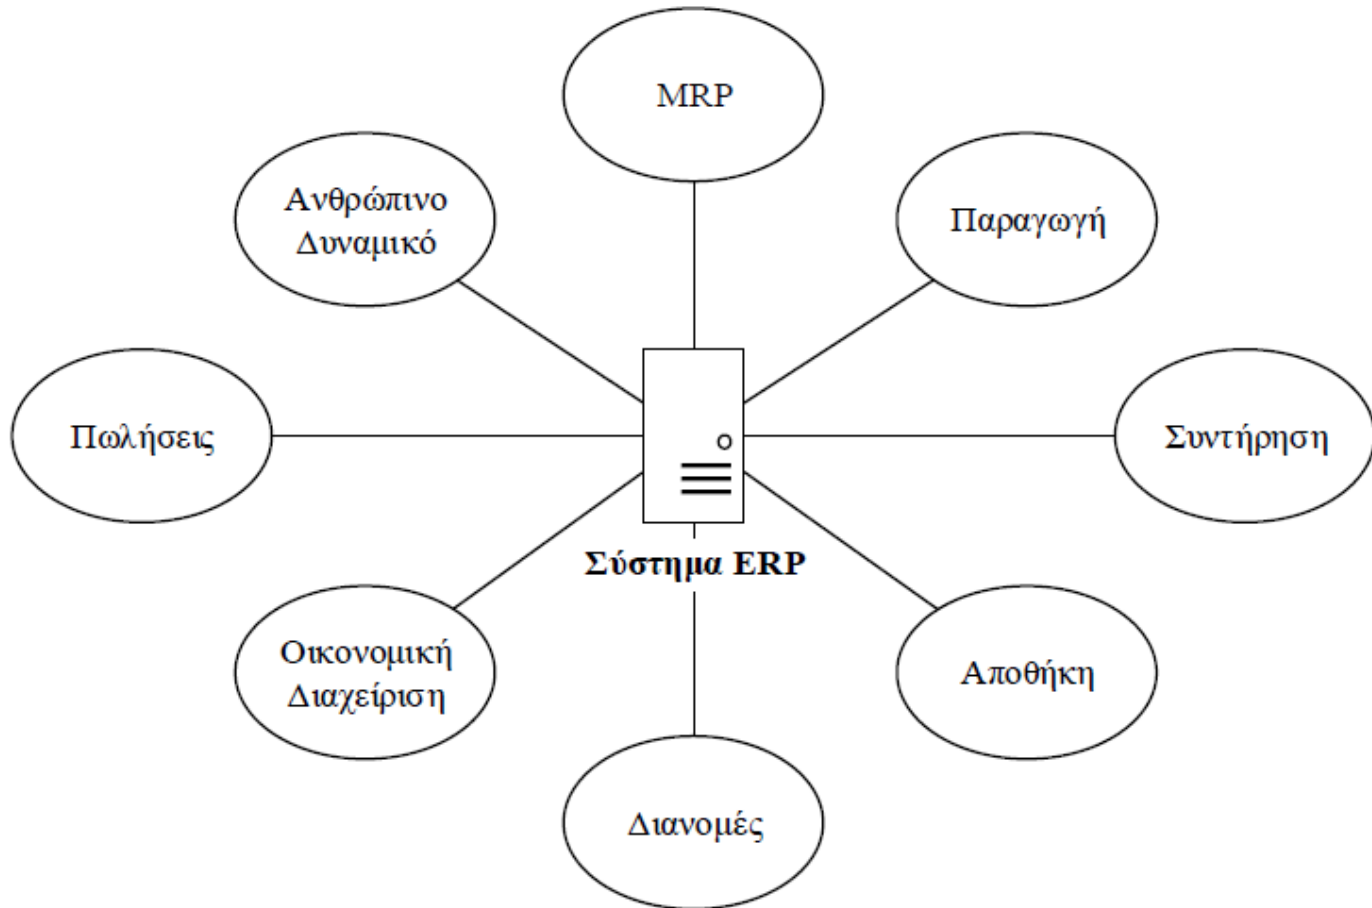 MRP
Ανθρώπινο
Δυναμικό
Παραγωγή
Πωλήσεις
Συντήρηση
Σύστημα ERP
Οικονομική
Διαχείριση
Αποθήκη
Διανομές